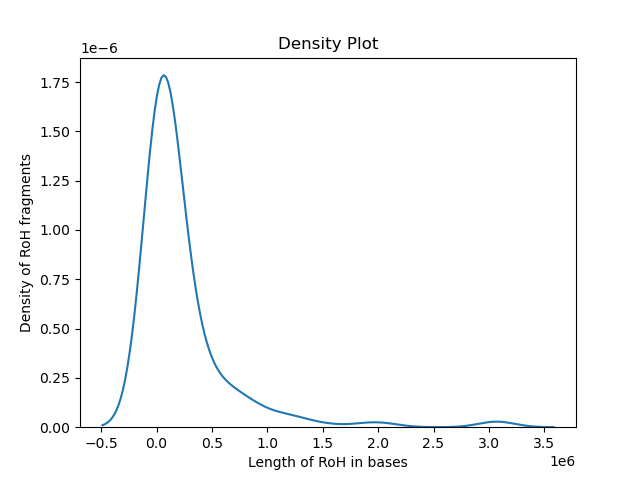 Density Plot
1e−6
1.75
1.50
1.25
1.00
0.75
0.50
0.25
0.00
Density of RoH fragments
−0.5 0.0 0.5 1.0 1.5 2.0 2.5 3.0 3.5
Length of RoH in bases
1e6